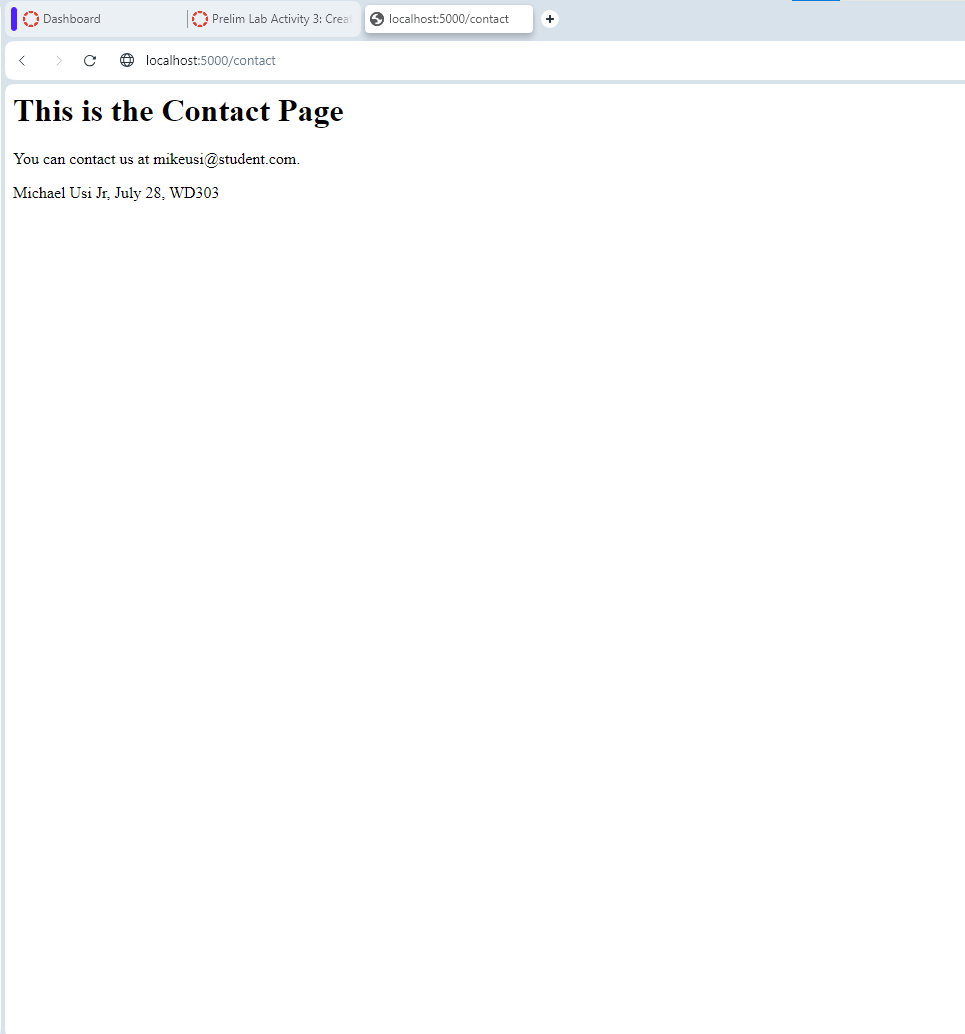 Dashboard
Prelim Lab Activity 3: Crea
localhost:5000/contact
localhost:5000/contact
This is the Contact Page
You can contact us at mikeusi@student.com.
Michael Usi Jr, July 28, WD303